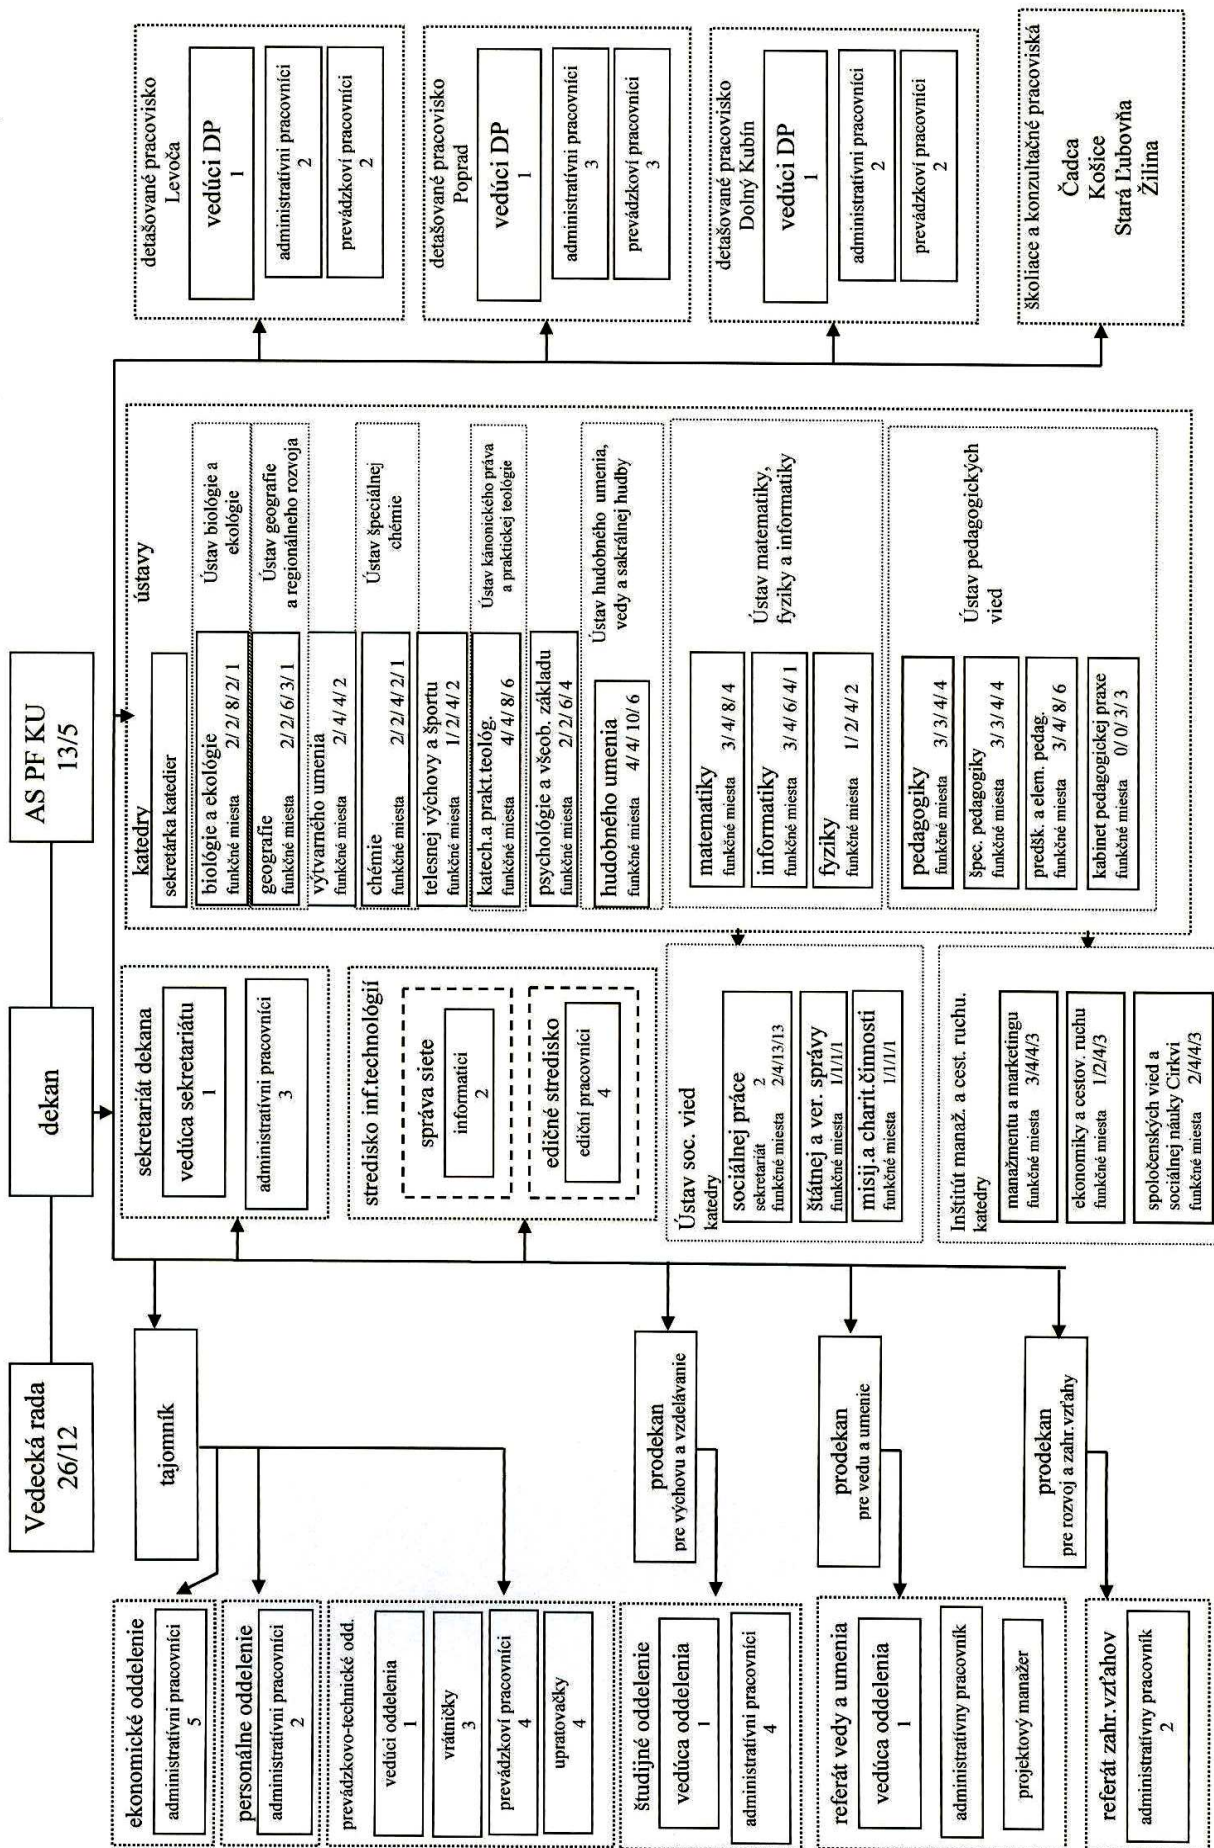 Vedecká rada
26/12
dekan
AS PF KU
13/5
ekonomické oddelenie
administratívni pracovníci
5
personálne oddelenie
administratívni pracovníci
2
prevádzkovo-technické odd.
vedúci oddelenia
1
vrátničky
3
prevádzkoví pracovníci
4
upratovačky
4
študijné oddelenie
vedúca oddelenia
1
administratívni pracovníci
4
referát vedy a umenia
vedúca oddelenia
1
administratívny pracovník
projektový manažer
referát zahr.vzťahov
administratívny pracovník
2
tajomník
prodekan
pre výchovu a vzdelávanie
prodekan
pre vedu a umenie
prodekan
pre rozvoj a zahr.vzťahy
sekretariát dekana
vedúca sekretariátu
1
administratívni pracovníci
3
stredisko inf.technológií
správa siete
informatici
2
edičné stredisko
ediční pracovníci
4
Ústav soc. vied
katedry
sociálnej práce
sekretariát 2
funkčné miesta 2/4/13/13
štátnej a ver. správy
funkčné miesta 1/1/1
misij.a charit.činnosti
funkčné miesta 1/1/1
Inštitút manaž. a cest. ruchu.
katedry
manažmentu a marketingu
funkčné miesta 3/4/4/3
ekonomiky a cestov. ruchu
funkčné miesta 1/2/4/3
spoločenských vied a
sociálnej náuky Cirkvi
funkčné miesta 2/4/4/3
katedry ústavy
sekretárka katedier
biológie a ekológie
funkčné miesta 2/ 2/ 8/ 2/ 1
Ústav biológie a
ekológie
geografie
funkčné miesta 2/ 2/ 6/ 3/ 1
Ústav geografie
a regionálneho rozvoja
výtvarného umenia
funkčné miesta 2/ 4/ 4/ 2
chémie
funkčné miesta 2/ 2/ 4/ 2/ 1
Ústav špeciálnej
chémie
telesnej výchovy a športu
funkčné miesta 1/ 2/ 4/ 2
katech.a prakt.teológ.
funkčné miesta 4/ 4/ 8/ 6
Ústav kánonického práva
a praktickej teológie
psychológie a všeob. základu
funkčné miesta 2/ 2/ 6/ 4
hudobného umenia
funkčné miesta 4/ 4/ 10/ 6
Ústav hudobného umenia,
vedy a sakrálnej hudby
matematiky
funkčné miesta 3/ 4/ 8/ 4
informatiky
funkčné miesta 3/ 4/ 6/ 4/ 1
fyziky
funkčné miesta 1/ 2/ 4/ 2
Ústav matematiky,
fyziky a informatiky
pedagogiky
funkčné miesta 3/ 3/ 4/ 4
špec. pedagogiky
funkčné miesta 3/ 3/ 4/ 4
predšk. a elem. pedag.
funkčné miesta 3/ 4/ 8/ 6
kabinet pedagogickej praxe
funkčné miesta 0/ 0/ 3/ 3
Ústav pedagogických
vied
detašované pracovisko
Levoča
vedúci DP
1
administratívni pracovníci
2
prevádzkoví pracovníci
2
detašované pracovisko
Poprad
vedúci DP
1
administratívni pracovníci
3
prevádzkoví pracovníci
3
detašované pracovisko
Dolný Kubín
vedúci DP
1
administratívni pracovníci
2
prevádzkoví pracovníci
2
školiace a konzultačné pracoviská
Čadca
Košice
Stará Ľubovňa
Žilina